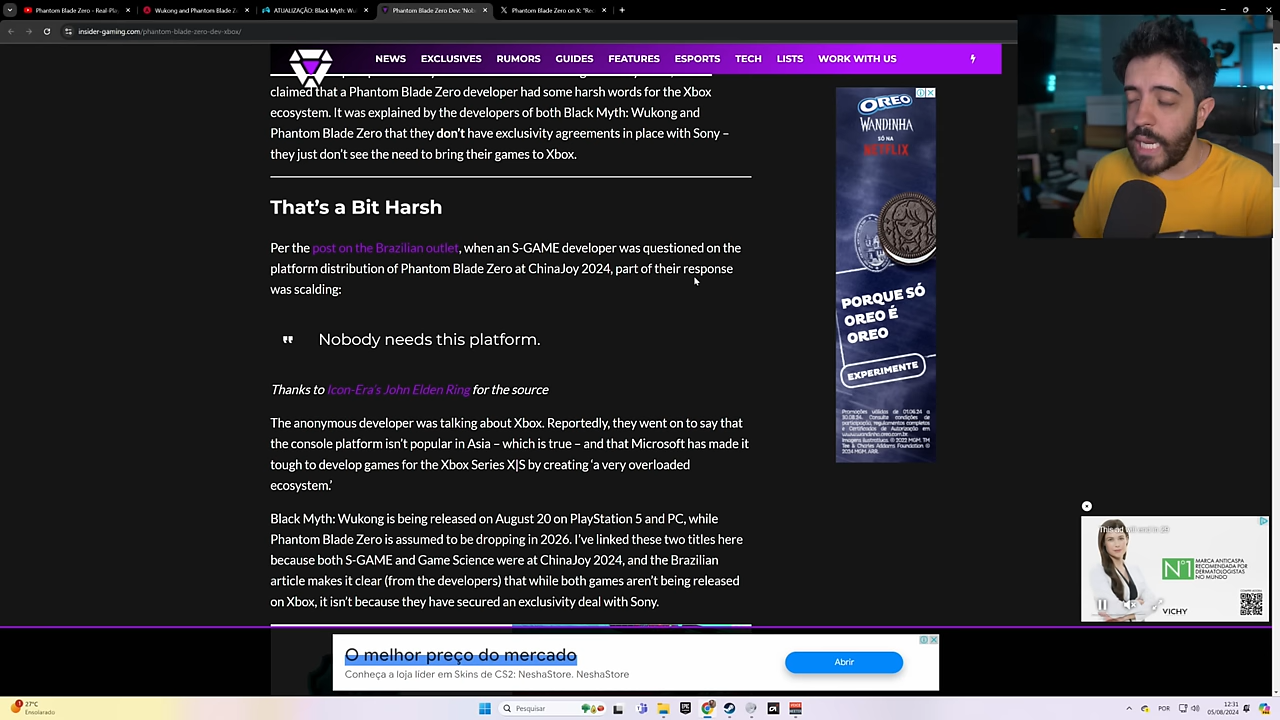 Phantom Blade Zero - Real-Play
Wukong and Phantom Blade Z
ATUALIZAÇÃO: Black Myth: W
Phantom Blade Zero Dev: "Nob
Phantom Blade Zero on X: "Re
insider-gaming.com/phantom-blade-zero-dev-xbox/
NEWS
EXCLUSIVES
RUMORS
GUIDES
FEATURES
ESPORTS
TECH
LISTS
WORK WITH US
claimed that a Phantom Blade Zero developer had some harsh words for the Xbox
ecosystem. It was explained by the developers of both Black Myth: Wukong and
Phantom Blade Zero that they don't have exclusivity agreements in place with Sony –
they just don't see the need to bring their games to Xbox.
That's a Bit Harsh
Per the post on the Brazilian outlet, when an S-GAME developer was questioned on the
platform distribution of Phantom Blade Zero at ChinaJoy 2024, part of their response
was scalding:
" Nobody needs this platform.
Thanks to Icon-Era's John Elden Ring for the source
The anonymous developer was talking about Xbox. Reportedly, they went on to say that
the console platform isn't popular in Asia – which is true – and that Microsoft has made it
tough to develop games for the Xbox Series X|S by creating 'a very overloaded
ecosystem.'
Black Myth: Wukong is being released on August 20 on PlayStation 5 and PC, while
Phantom Blade Zero is assumed to be dropping in 2026. I've linked these two titles here
because both S-GAME and Game Science were at ChinaJoy 2024, and the Brazilian
article makes it clear (from the developers) that while both games aren't being released
on Xbox, it isn't because they have secured an exclusivity deal with Sony.
OREO
WANDINHA
SÓ NA
NETFLIX
PORQUE SÓ
OREO É
OREO
EXPERIMENTE
This ad will end in 29
Nº1
MARCA ANTICASPA
RECOMENDADA POR
DERMATOLOGISTAS
NO MUNDO
VICHY
O melhor preço do mercado
Conheça a loja líder em Skins de CS2: NeshaStore. NeshaStore
Abrir
27°C
Ensolarado
Pesquisar
POR
12:31
05/08/2024